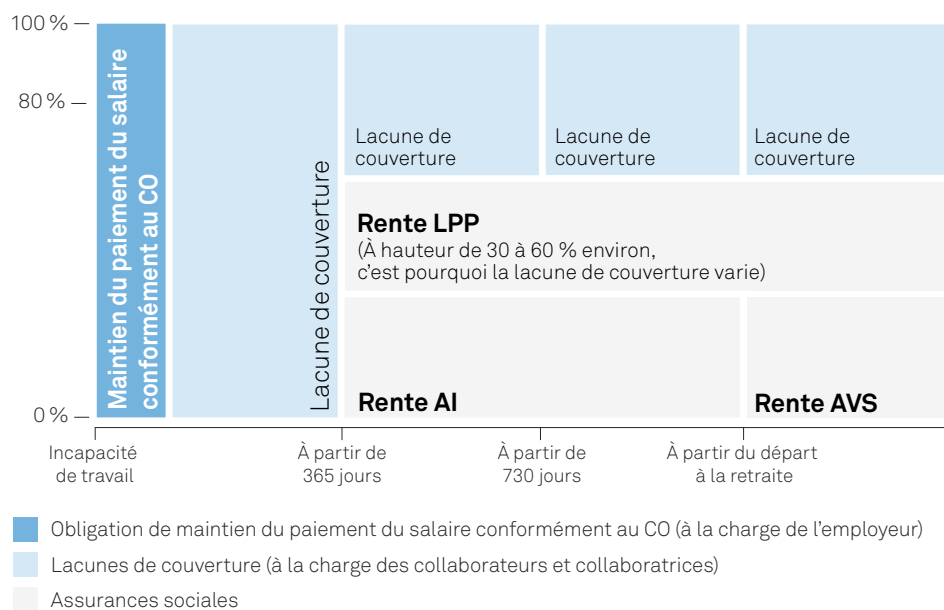 100 %
80 %
0 %
Maintien du paiement du salaire
conformément au CO
Lacune de couverture
Lacune de
couverture
Lacune de
couverture
Lacune de
couverture
Rente LPP
(À hauteur de 30 à 60 % environ,
c’est pourquoi la lacune de couverture varie)
Rente AI
Rente AVS
Incapacité
de travail
À partir de
365 jours
À partir de
730 jours
À partir du départ
à la retraite
Obligation de maintien du paiement du salaire conformément au CO (à la charge de l’employeur)
Lacunes de couverture (à la charge des collaborateurs et collaboratrices)
Assurances sociales